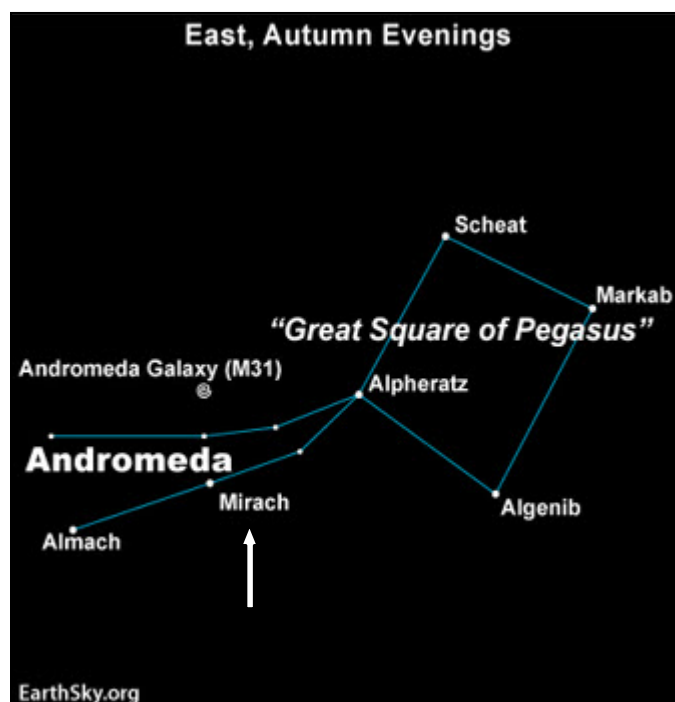 East, Autumn Evenings
Scheat
Markab
“Great Square of Pegasus”
Andromeda Galaxy (M31)
Alpheratz
Andromeda
Mirach
Algenib
Almach
EarthSky.org